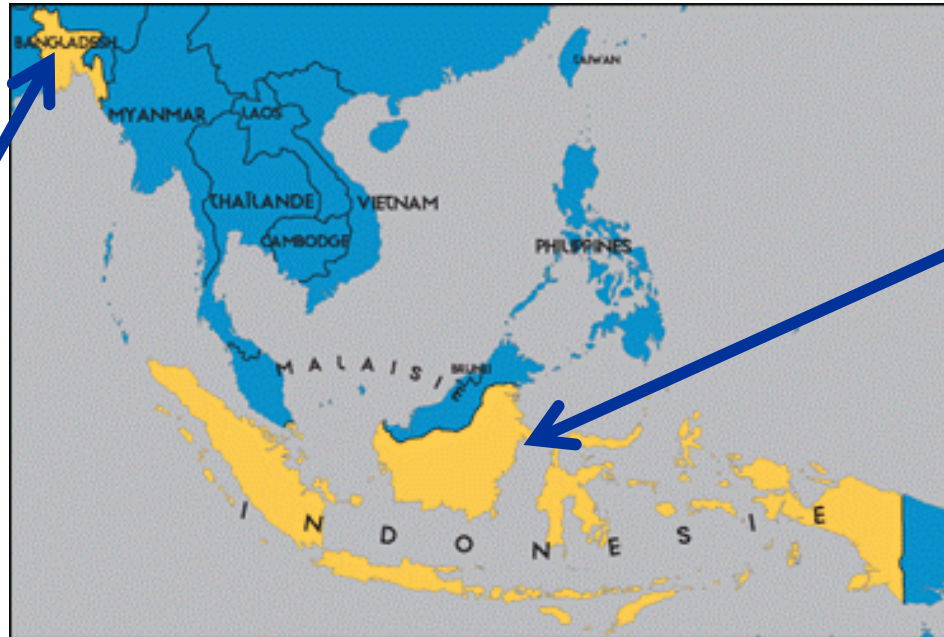 BANGLADESH
TAIWAN
MYANMAR
LAOS
THAÏLANDE
VIETNAM
CAMBODGE
PHILIPPINES
MALAISIE
BRUNEI
INDONESIE